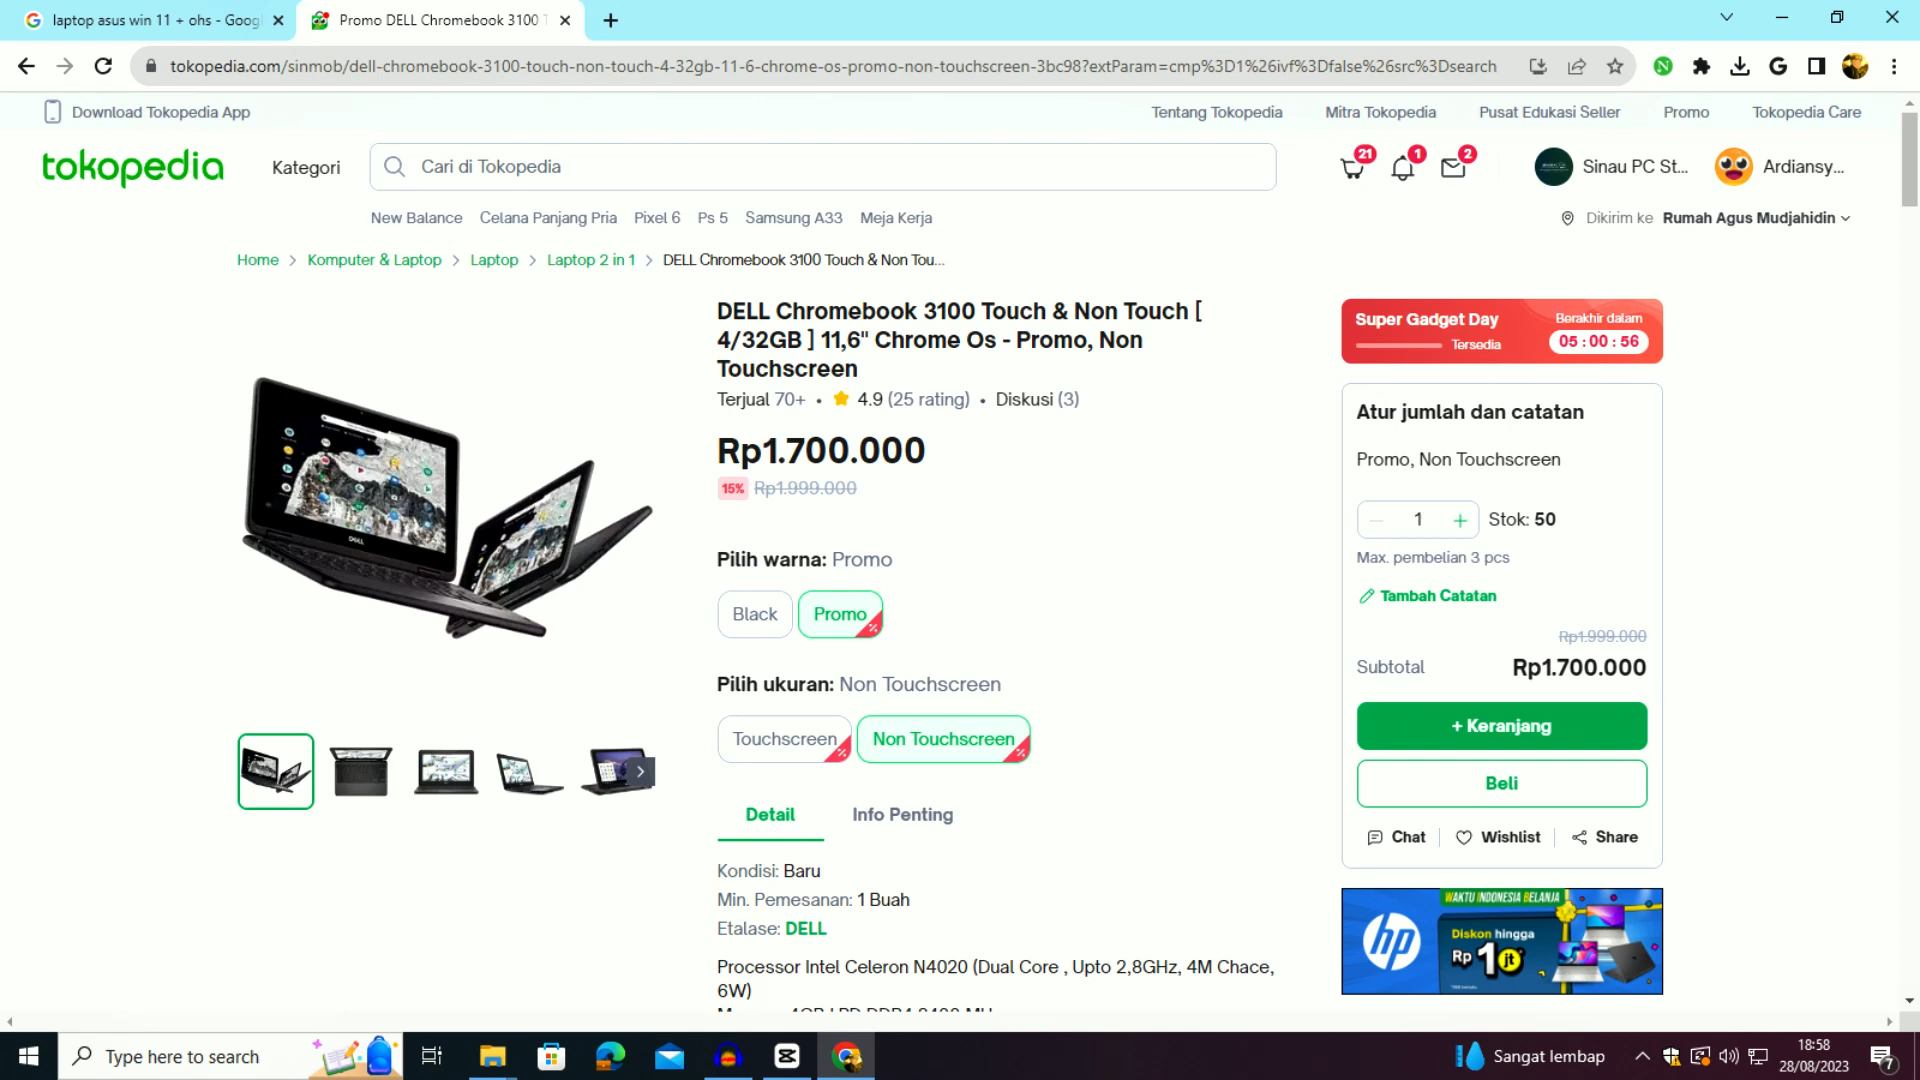 laptop asus win 11 + ohs - Goog
Promo DELL Chromebook 3100 T
tokopedia.com/sinmob/dell-chromebook-3100-touch-non-touch-4-32gb-11-6-chrome-os-promo-non-touchscreen-3bc98?extParam=cmp%3D1%26ivf%3Dfalse%26src%3Dsearch
Download Tokopedia App
Tentang Tokopedia
Mitra Tokopedia
Pusat Edukasi Seller
Promo
Tokopedia Care
tokopedia
Kategori
Cari di Tokopedia
21
1
2
Sinau PC St...
Ardiansy...
New Balance
Celana Panjang Pria
Pixel 6
Ps 5
Samsung A33
Meja Kerja
Dikirim ke Rumah Agus Mudjahidin
Home > Komputer & Laptop > Laptop > Laptop 2 in 1 > DELL Chromebook 3100 Touch & Non Tou...
DELL Chromebook 3100 Touch & Non Touch [
4/32GB ] 11,6" Chrome Os - Promo, Non
Touchscreen
Terjual 70+ • 4.9 (25 rating) • Diskusi (3)
Rp1.700.000
15% Rp1.999.000
Pilih warna: Promo
Black
Promo
%
Pilih ukuran: Non Touchscreen
Touchscreen
%
Non Touchscreen
%
Detail
Info Penting
Kondisi: Baru
Min. Pemesanan: 1 Buah
Etalase: DELL
Processor Intel Celeron N4020 (Dual Core , Upto 2,8GHz, 4M Chace,
6W)
DELL
Super Gadget Day
Tersedia
Berakhir dalam
05 : 00 : 56
Atur jumlah dan catatan
Promo, Non Touchscreen
1
Stok: 50
Max. pembelian 3 pcs
Tambah Catatan
Rp1.999.000
Subtotal
Rp1.700.000
+ Keranjang
Beli
Chat
Wishlist
Share
WAKTU INDONESIA BELANJA
hp
Diskon hingga
Rp 1 jt
Type here to search
Sangat lembap
18:58
28/08/2023
7